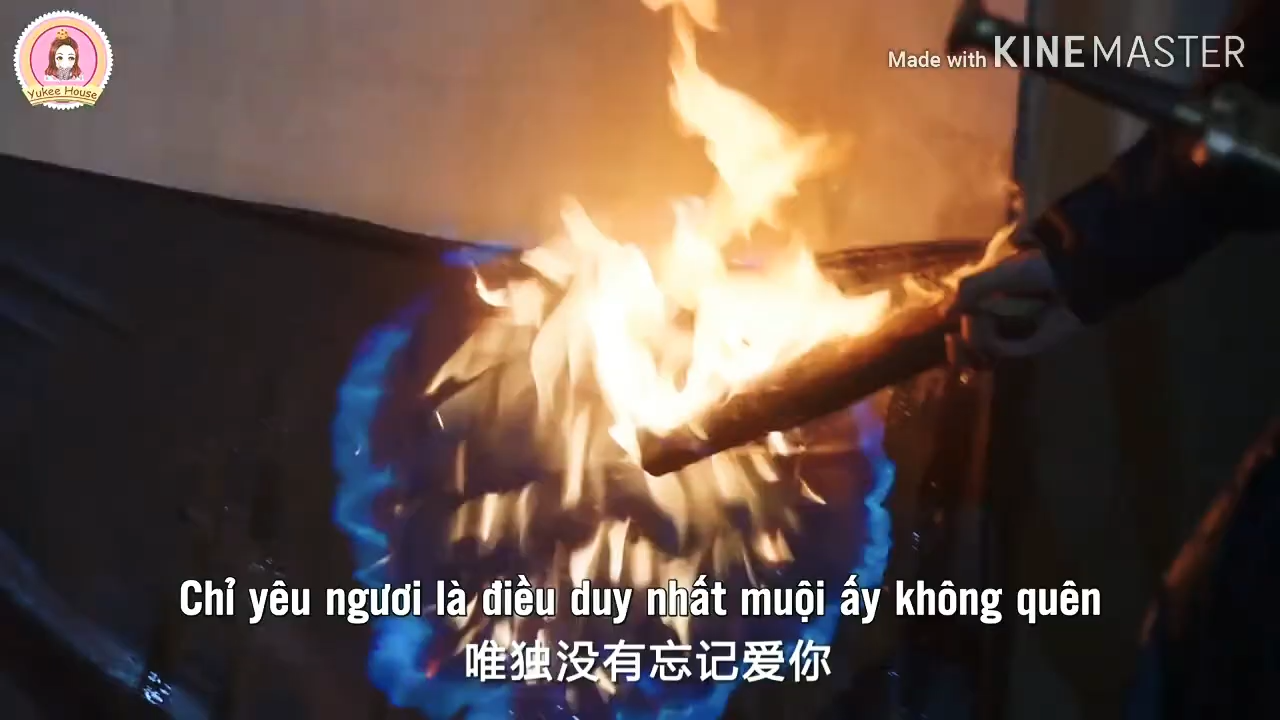 Yukee House
Made with KINEMASTER
Chỉ yêu ngươi là điều duy nhất muội ấy không quên
唯独没有忘记爱你